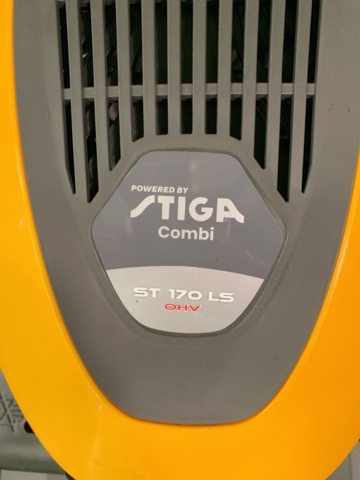 POWERED BY
STIGA
Combi
ST 170 LS
OHV